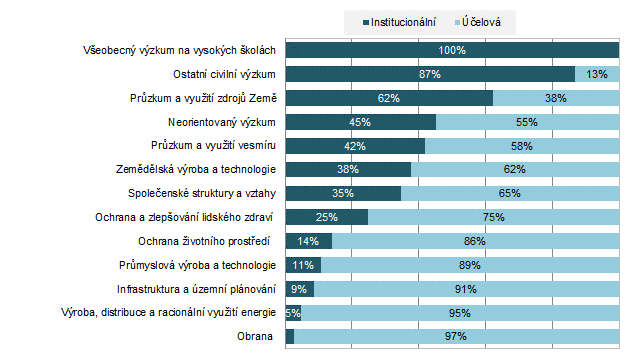 Institucionální Účelová
Všeobecný výzkum na vysokých školách 100%
Ostatní civilní výzkum 87% 13%
Průzkum a využití zdrojů Země 62% 38%
Neorientovaný výzkum 45% 55%
Průzkum a využití vesmíru 42% 58%
Zemědělská výroba a technologie 38% 62%
Společenské struktury a vztahy 35% 65%
Ochrana a zlepšování lidského zdraví 25% 75%
Ochrana životního prostředí 14% 86%
Průmyslová výroba a technologie 11% 89%
Infrastruktura a územní plánování 9% 91%
Výroba, distribuce a racionální využití energie 5% 95%
Obrana 97%